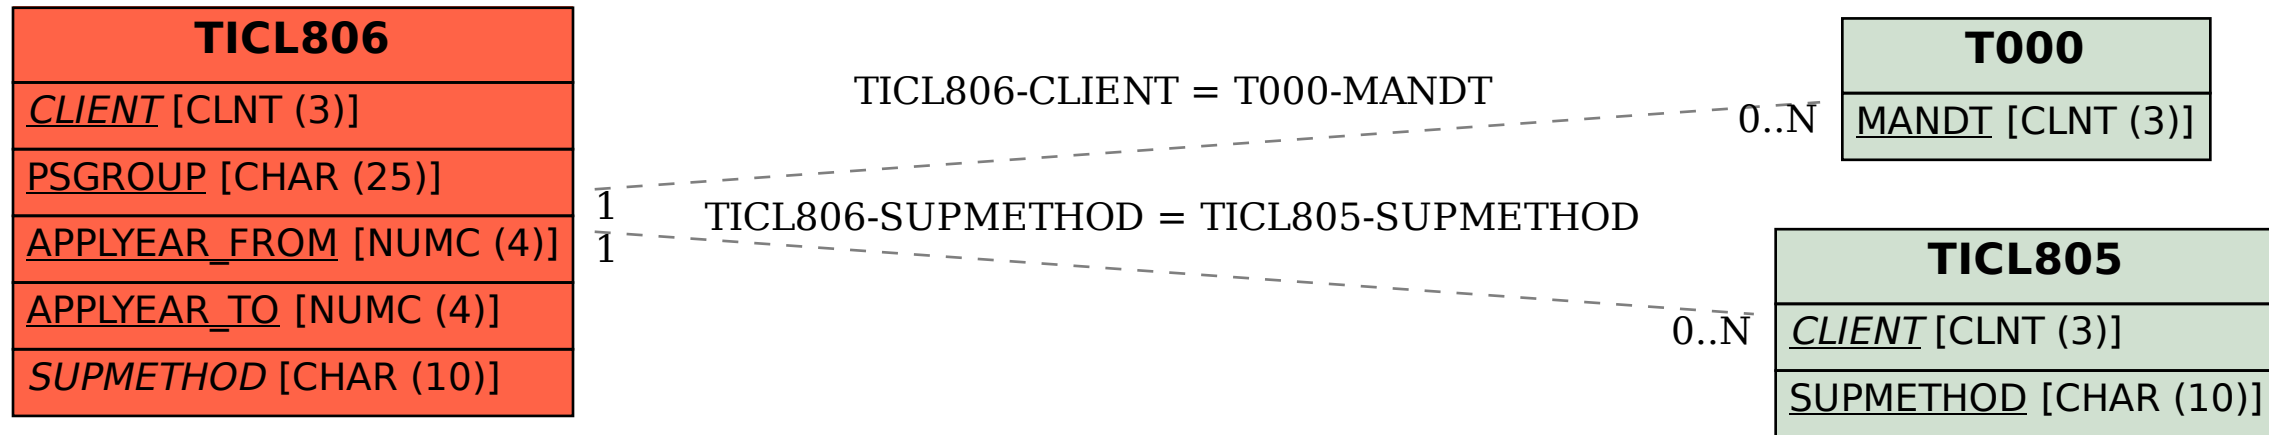 TICL806
CLIENT [CLNT (3)]
PSGROUP [CHAR (25)]
APPLYEAR_FROM [NUMC (4)]
APPLYEAR_TO [NUMC (4)]
SUPMETHOD [CHAR (10)]
TICL806-CLIENT = T000-MANDT
0..N
1
TICL806-SUPMETHOD = TICL805-SUPMETHOD
1
0..N
T000
MANDT [CLNT (3)]
TICL805
CLIENT [CLNT (3)]
SUPMETHOD [CHAR (10)]